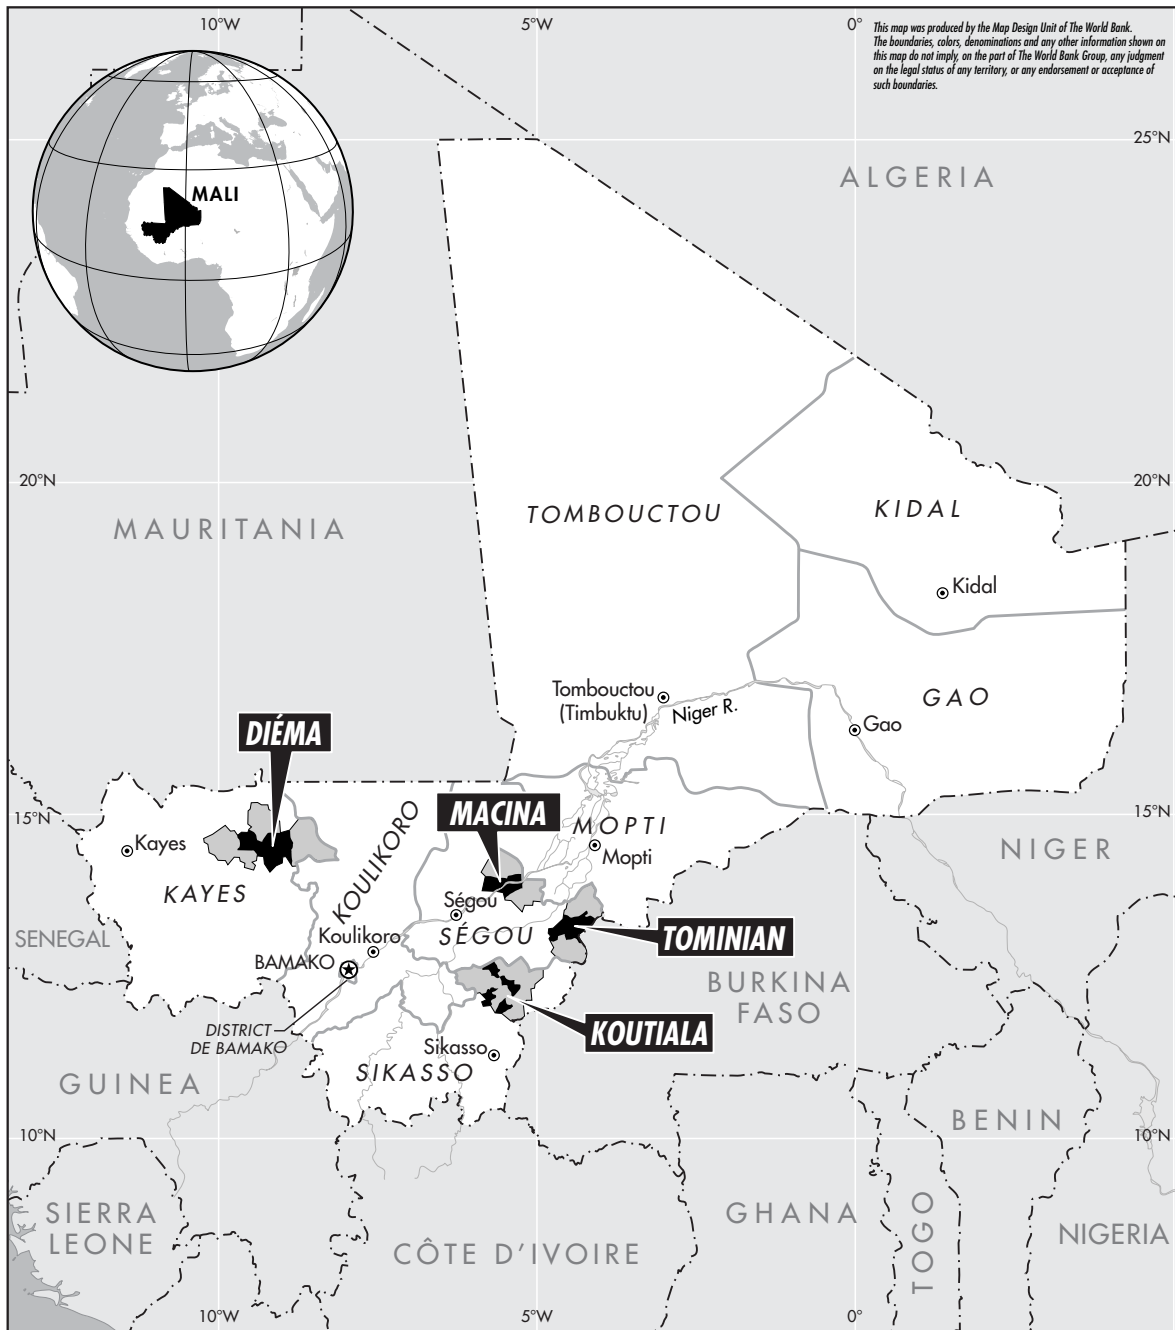 10°W
5°W
0°
This map was produced by the Map Design Unit of The World Bank.
The boundaries, colors, denominations and any other information shown on
this map do not imply, on the part of The World Bank Group, any judgment
on the legal status of any territory, or any endorsement or acceptance of
such boundaries.
25°N
25°N
MALI
ALGERIA
20°N
20°N
MAURITANIA
TOMBOUCTOU
KIDAL
Kidal
Tombouctou
(Timbuktu)
Niger R.
GAO
Gao
DIÉMA
MACINA
15°N
15°N
Kayes
KAYES
KOULIKORO
MOPTI
Mopti
NIGER
SENEGAL
Ségou
SÉGOU
Koulikoro
BAMAKO
TOMINIAN
BURKINA
FASO
DISTRICT
DE BAMAKO
KOUTIALA
Sikasso
SIKASSO
GUINEA
BENIN
10°N
10°N
SIERRA
LEONE
CÔTE D'IVOIRE
GHANA
TOGO
NIGERIA
10°W
5°W
0°